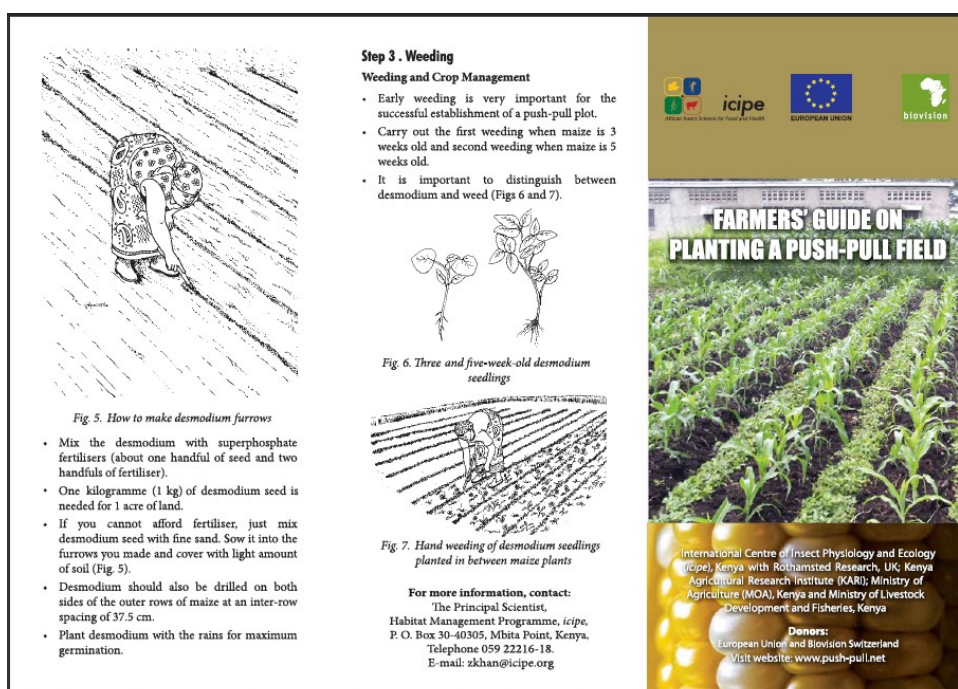 Fig. 5. How to make desmodium furrows
• Mix the desmodium with superphosphate
fertilisers (about one handful of seed and two
handfuls of fertiliser).
• One kilogramme (1 kg) of desmodium seed is
needed for 1 acre of land.
• If you cannot afford fertiliser, just mix
desmodium seed with fine sand. Sow it into the
furrows you made and cover with light amount
of soil (Fig. 5).
• Desmodium should also be drilled on both
sides of the outer rows of maize at an inter-row
spacing of 37.5 cm.
• Plant desmodium with the rains for maximum
germination.
Step 3 . Weeding
Weeding and Crop Management
• Early weeding is very important for the
successful establishment of a push-pull plot.
• Carry out the first weeding when maize is 3
weeks old and second weeding when maize is 5
weeks old.
• It is important to distinguish between
desmodium and weed (Figs 6 and 7).
Fig. 6. Three and five-week-old desmodium
seedlings
Fig. 7. Hand weeding of desmodium seedlings
planted in between maize plants
For more information, contact:
The Principal Scientist,
Habitat Management Programme, icipe,
P. O. Box 30-40305, Mbita Point, Kenya,
Telephone 059 22216-18.
E-mail: zkhan@icipe.org
icipe
African Insect Science for Food and Health
EUROPEAN UNION
biovision
FARMERS' GUIDE ON
PLANTING A PUSH-PULL FIELD
International Centre of Insect Physiology and Ecology
(icipe), Kenya with Rothamsted Research, UK; Kenya
Agricultural Research Institute (KARI); Ministry of
Agriculture (MOA), Kenya and Ministry of Livestock
Development and Fisheries, Kenya
Donors:
European Union and Biovision Switzerland
Visit website: www.push-pull.net